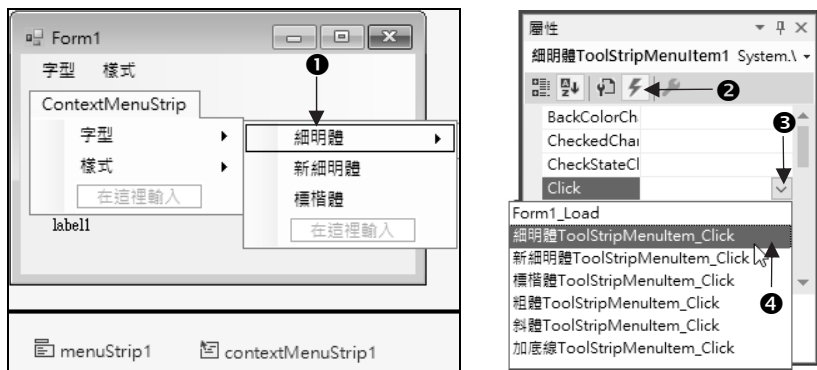 Form1
字型 樣式
ContextMenuStrip
字型
樣式
在這裡輸入
label1
❶
細明體
新細明體
標楷體
在這裡輸入
menuStrip1 contextMenuStrip1
屬性
細明體ToolStripMenuItem1 System.\
❷
❸
BackColorCh
CheckedChai
CheckStateCl
Click
Form1_Load
細明體ToolStripMenuItem_Click
新細明體ToolStripMenuItem_Click
標楷體ToolStripMenuItem_Click
粗體ToolStripMenuItem_Click
斜體ToolStripMenuItem_Click
加底線ToolStripMenuItem_Click
❹